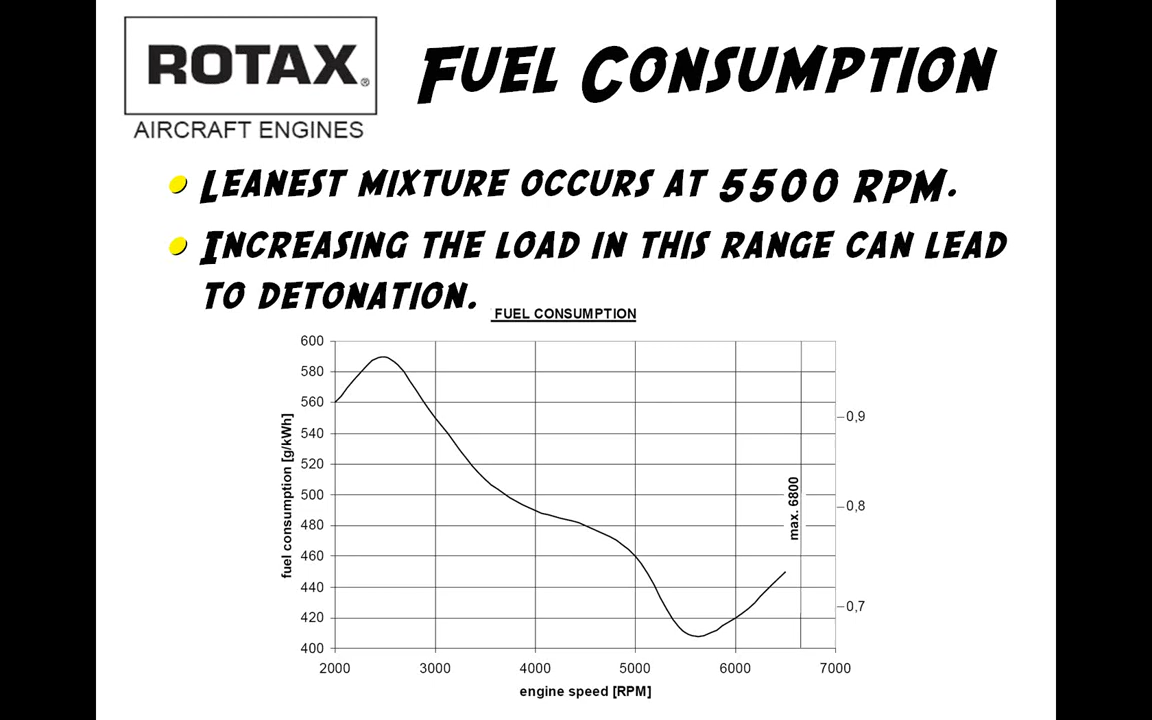 ROTAX®
AIRCRAFT ENGINES
FUEL CONSUMPTION
LEANEST MIXTURE OCCURS AT 5500 RPM.
INCREASING THE LOAD IN THIS RANGE CAN LEAD
TO DETONATION.
FUEL CONSUMPTION
fuel consumption [g/kWh]
600
580
560
540
520
500
480
460
440
420
400
0,9
0,8
0,7
max. 6800
2000 3000 4000 5000 6000 7000
engine speed [RPM]